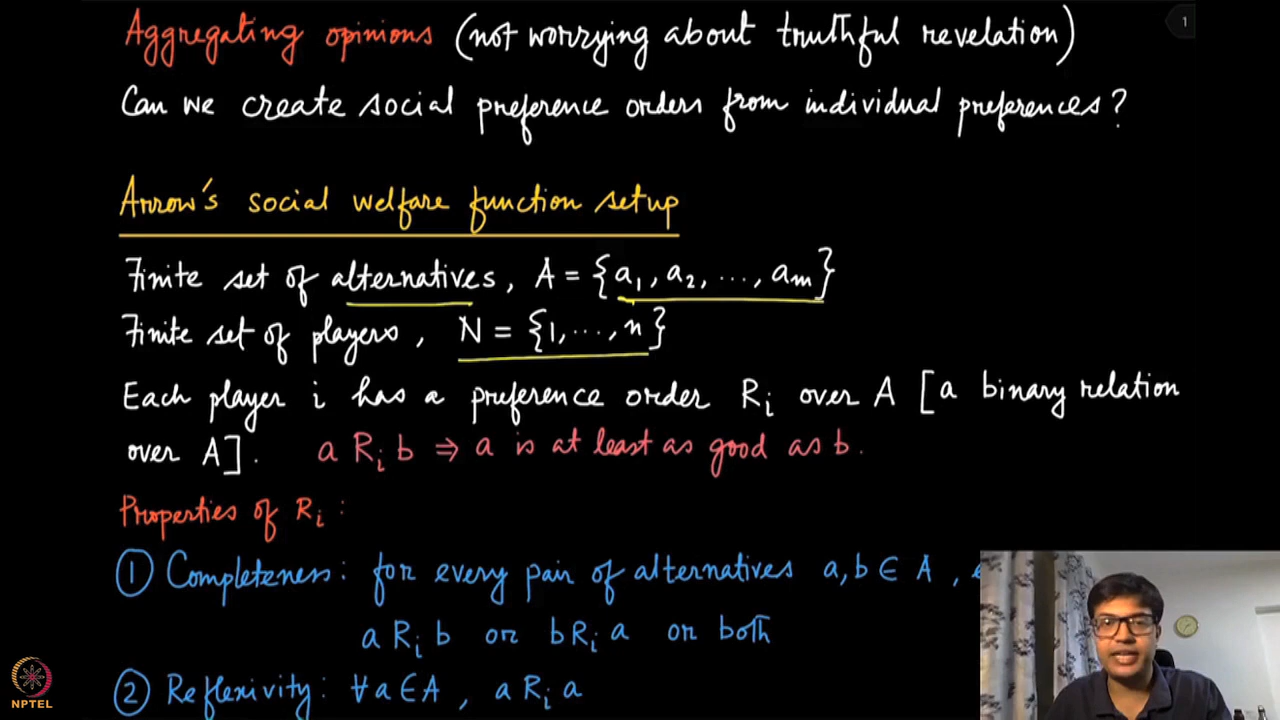 Aggregating opinions (not worrying about truthful revelation)
1
Can we create social preference orders from individual preferences?
Arrow's social welfare function setup
Finite set of alternatives, A = {a₁, a₂, ..., aₘ}
Finite set of players, N = {1, ..., n}
Each player i has a preference order Rᵢ over A [a binary relation
over A]. a Rᵢ b ⇒ a is at least as good as b.
Properties of Rᵢ :
① Completeness: for every pair of alternatives a, b ∈ A,
a Rᵢ b or b Rᵢ a or both
② Reflexivity: ∀ a ∈ A, a Rᵢ a
NPTEL